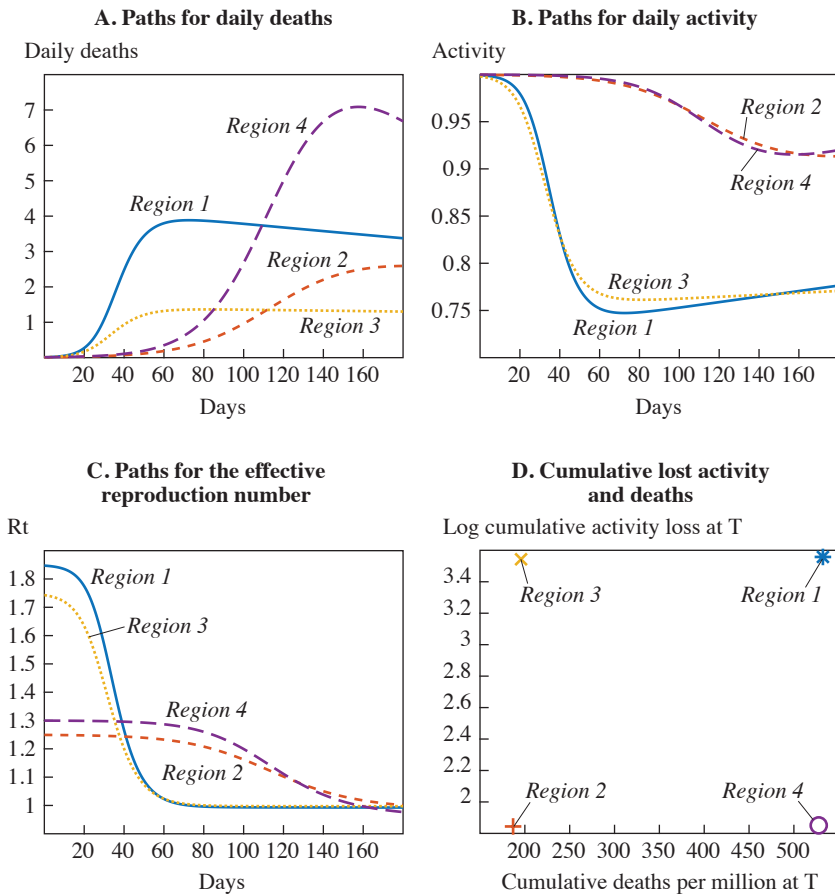 A. Paths for daily deaths
Daily deaths
7
6
5
4
3
2
1
Region 4
Region 1
Region 2
Region 3
20 40 60 80 100 120 140 160
Days
B. Paths for daily activity
Activity
0.95
0.9
0.85
0.8
0.75
Region 2
Region 4
Region 3
Region 1
20 40 60 80 100 120 140 160
Days
C. Paths for the effective
reproduction number
Rt
1.8
1.7
1.6
1.5
1.4
1.3
1.2
1.1
1
Region 1
Region 3
Region 4
Region 2
20 40 60 80 100 120 140 160
Days
D. Cumulative lost activity
and deaths
Log cumulative activity loss at T
3.4
3.2
3
2.8
2.6
2.4
2.2
2
Region 3
Region 1
Region 2
Region 4
200 250 300 350 400 450 500
Cumulative deaths per million at T